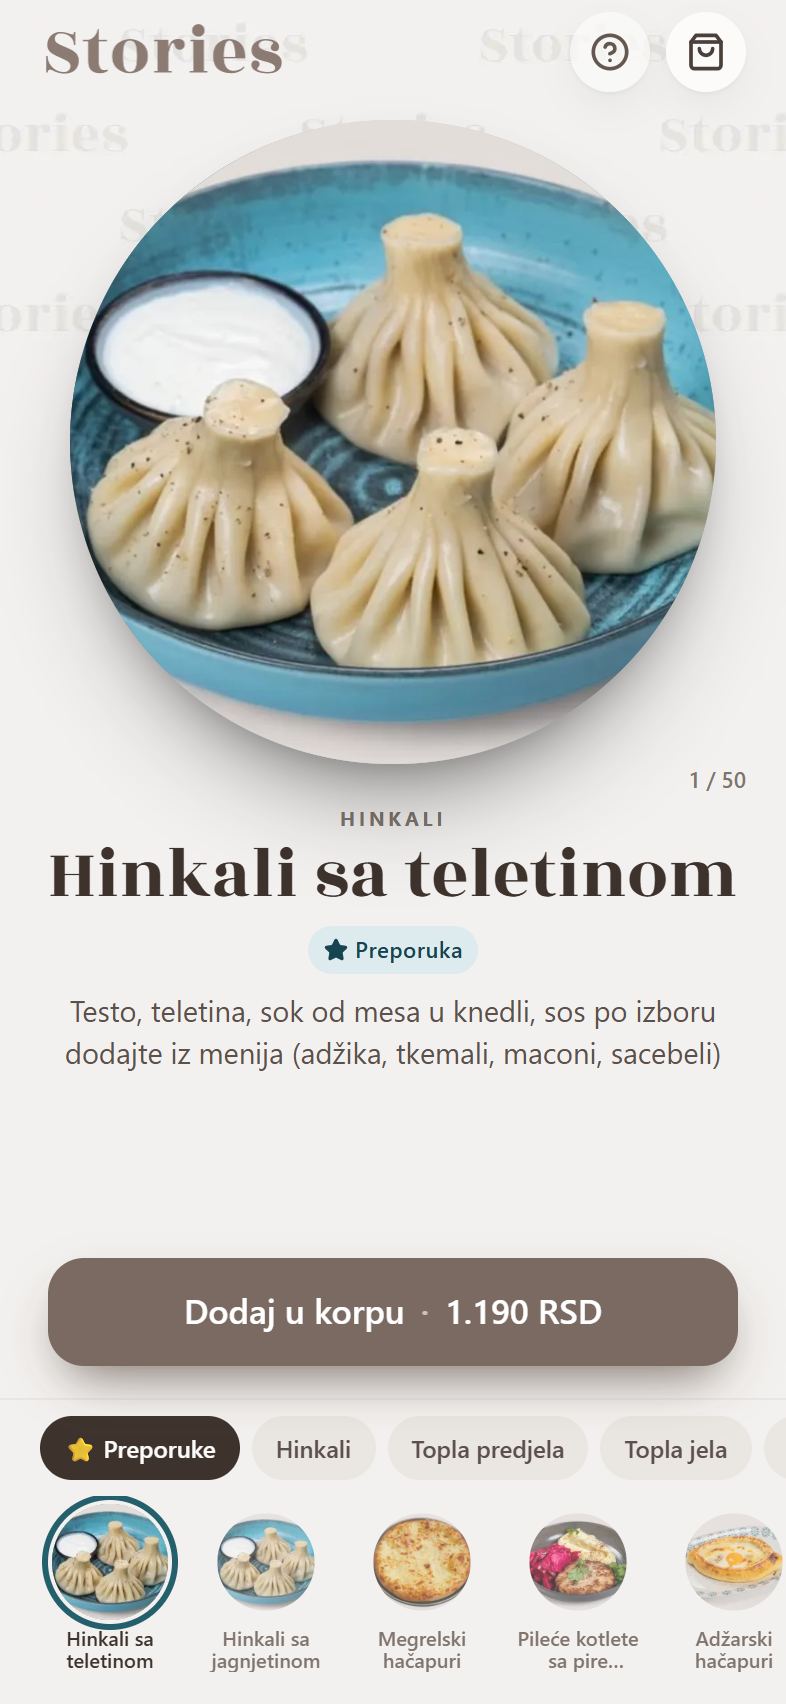 Stories
1 / 50
HINKALI
Hinkali sa teletinom
Preporuka
Testo, teletina, sok od mesa u knedli, sos po izboru
dodajte iz menija (adžika, tkemali, maconi, sacebeli)
Dodaj u korpu · 1.190 RSD
Preporuke
Hinkali
Topla predjela
Topla jela
Hinkali sa
teletinom
Hinkali sa
jagnjetinom
Megrelski
hačapuri
Pileće kotlete
sa pire...
Adžarski
hačapuri